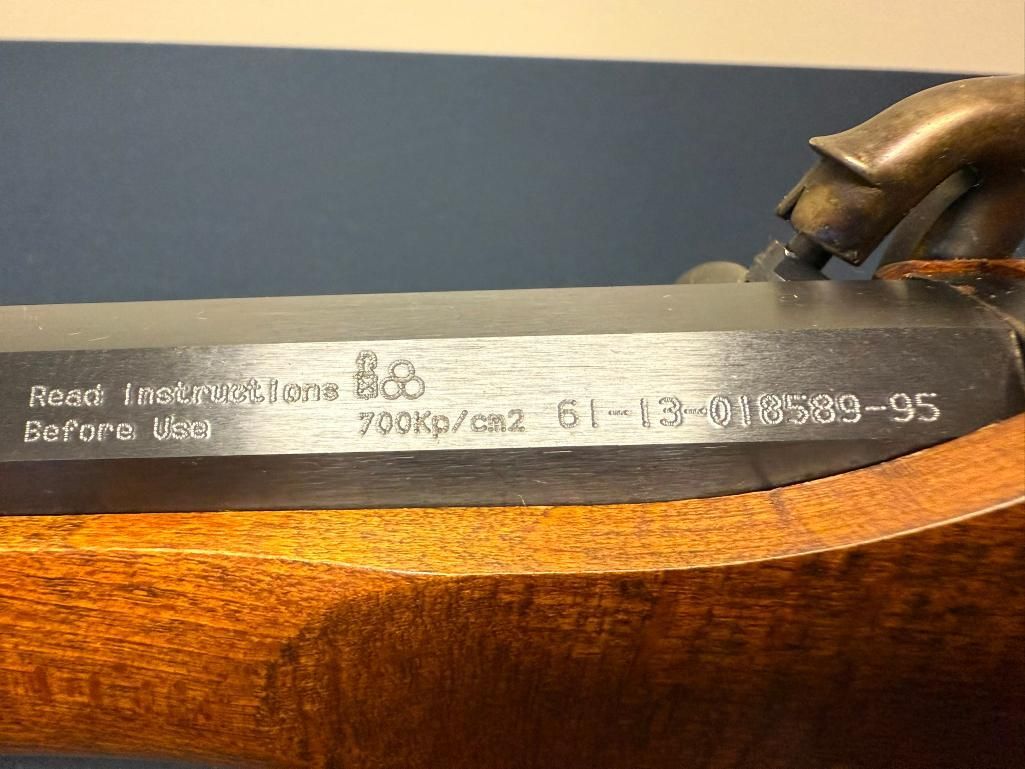 Read Instructions
Before Use
700Kp/cm2
61-13-018589-95